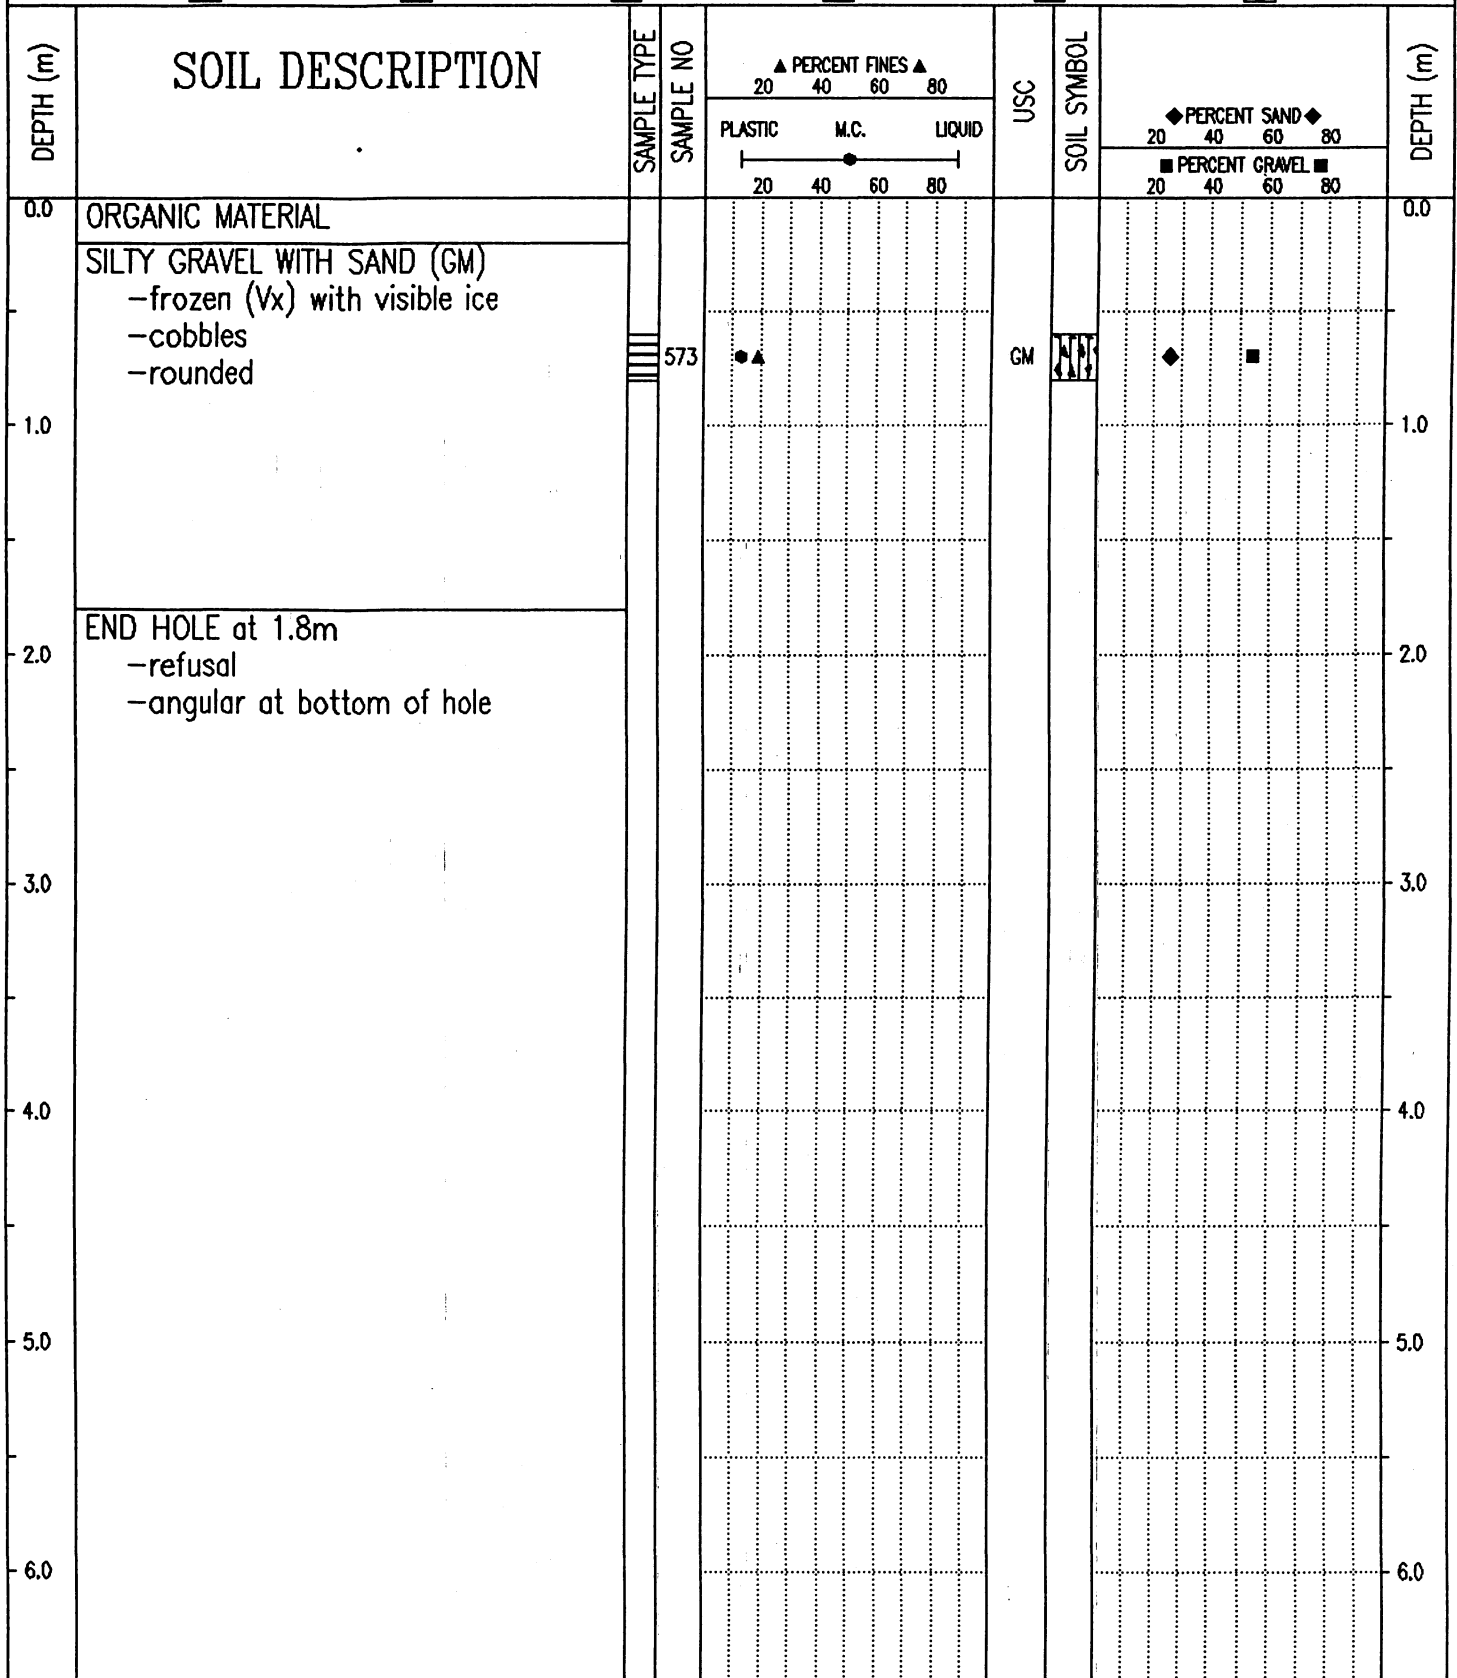 DEPTH (m)
SOIL DESCRIPTION
SAMPLE TYPE
SAMPLE NO
▲ PERCENT FINES ▲
20 40 60 80
PLASTIC M.C. LIQUID
20 40 60 80
USC
SOIL SYMBOL
◆ PERCENT SAND ◆
20 40 60 80
■ PERCENT GRAVEL ■
20 40 60 80
DEPTH (m)
0.0 ORGANIC MATERIAL 0.0
SILTY GRAVEL WITH SAND (GM)
-frozen (Vx) with visible ice
-cobbles
573 GM
-rounded
1.0 1.0
END HOLE at 1.8m
2.0 2.0
-refusal
-angular at bottom of hole
3.0 3.0
4.0 4.0
5.0 5.0
6.0 6.0